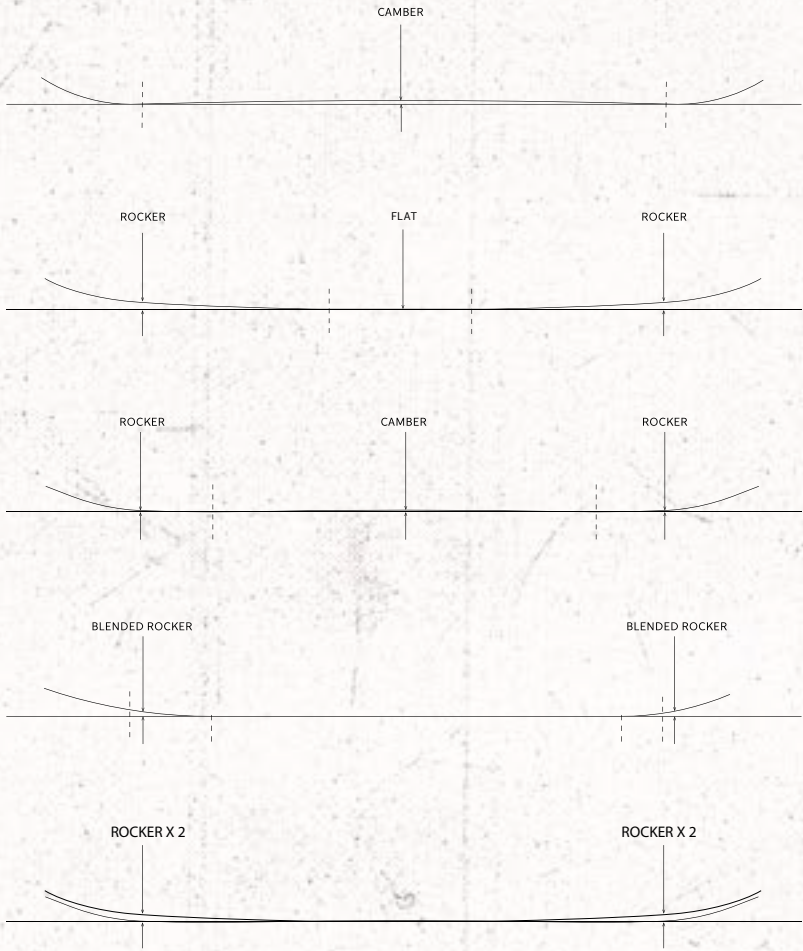 CAMBER
ROCKER FLAT ROCKER
ROCKER CAMBER ROCKER
BLENDED ROCKER BLENDED ROCKER
ROCKER X 2 ROCKER X 2